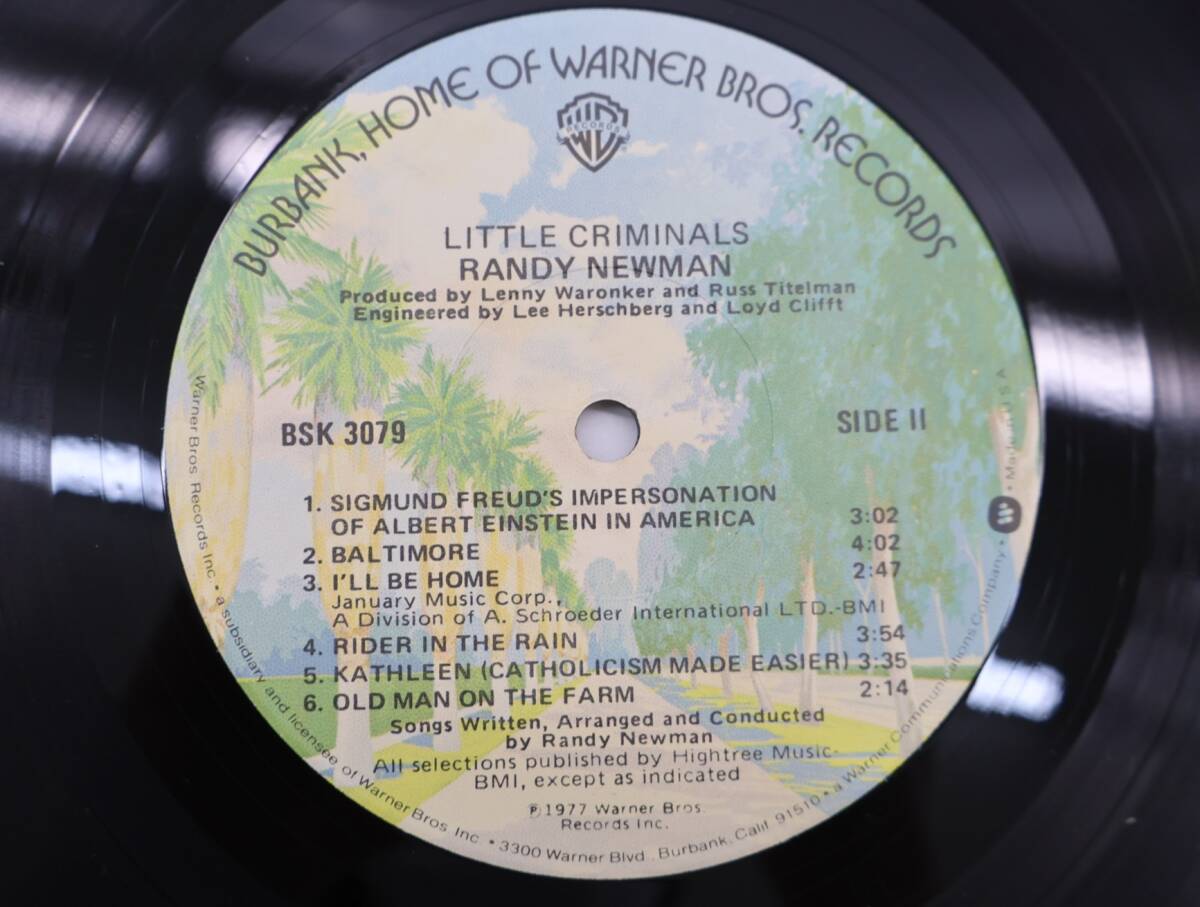 BURBANK, HOME OF WARNER BROS. RECORDS
WB
RECORDS
LITTLE CRIMINALS
RANDY NEWMAN
Produced by Lenny Waronker and Russ Titelman
Engineered by Lee Herschberg and Loyd Clifft
BSK 3079
SIDE II
1. SIGMUND FREUD'S IMPERSONATION
OF ALBERT EINSTEIN IN AMERICA 3:02
2. BALTIMORE 4:02
3. I'LL BE HOME 2:47
January Music Corp.,
A Division of A. Schroeder International LTD.-BMI
4. RIDER IN THE RAIN 3:54
5. KATHLEEN (CATHOLICISM MADE EASIER) 3:35
6. OLD MAN ON THE FARM 2:14
Songs Written, Arranged and Conducted
by Randy Newman
All selections published by Hightree Music-
BMI, except as indicated
℗1977 Warner Bros.
Records Inc.
Warner Bros Records Inc. • a subsidiary and licensee of Warner Bros Inc • 3300 Warner Blvd., Burbank, Calif 91510 • a Warner Communications Company • Made in U S A